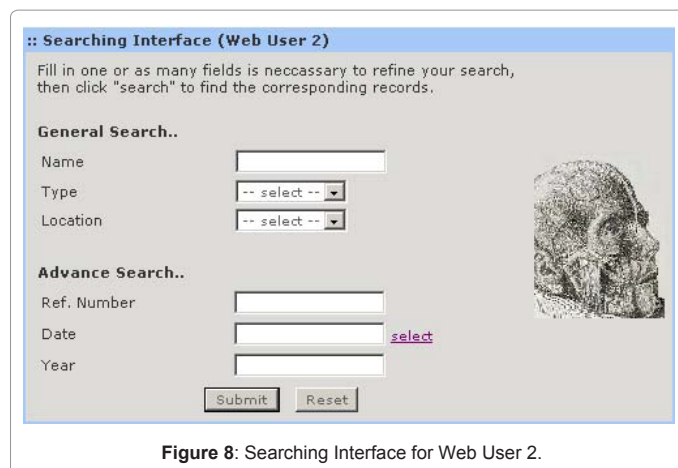 :: Searching Interface (Web User 2)
Fill in one or as many fields is neccassary to refine your search,
then click "search" to find the corresponding records.
General Search..
Name
Type -- select --
Location -- select --
Advance Search..
Ref. Number
Date select
Year
Submit Reset
Figure 8: Searching Interface for Web User 2.